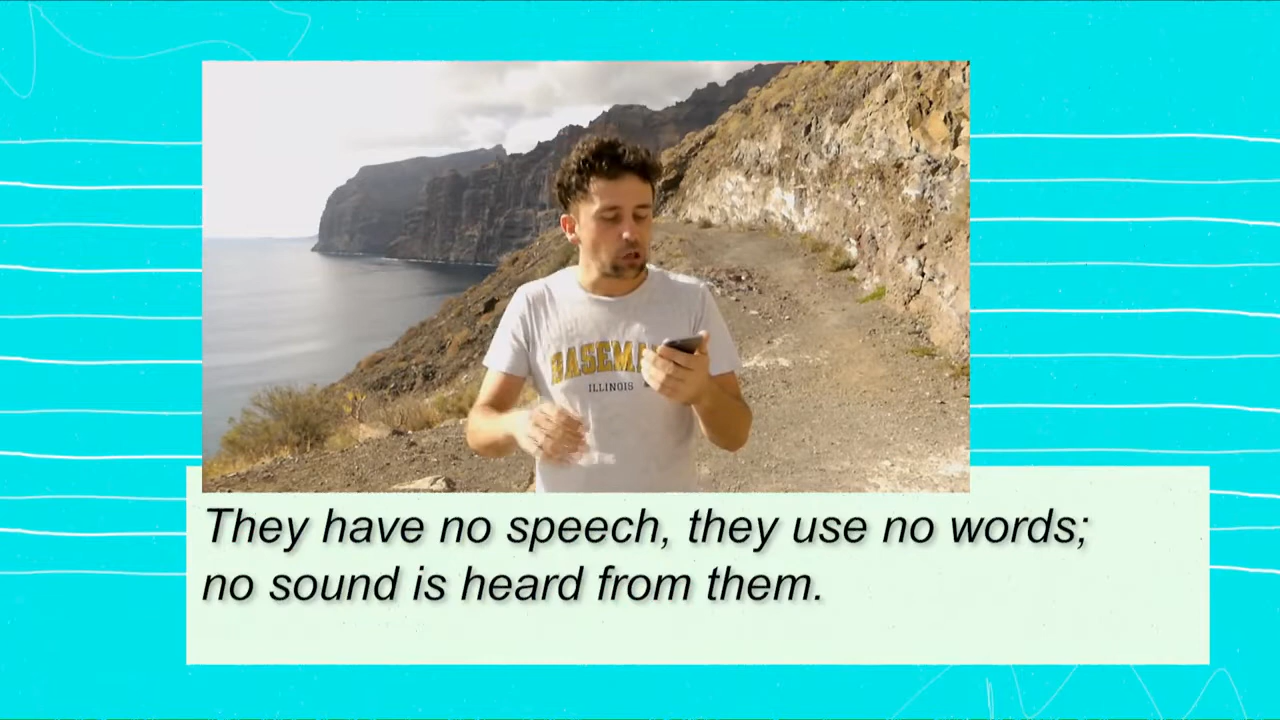 ILLINOIS
They have no speech, they use no words;
no sound is heard from them.